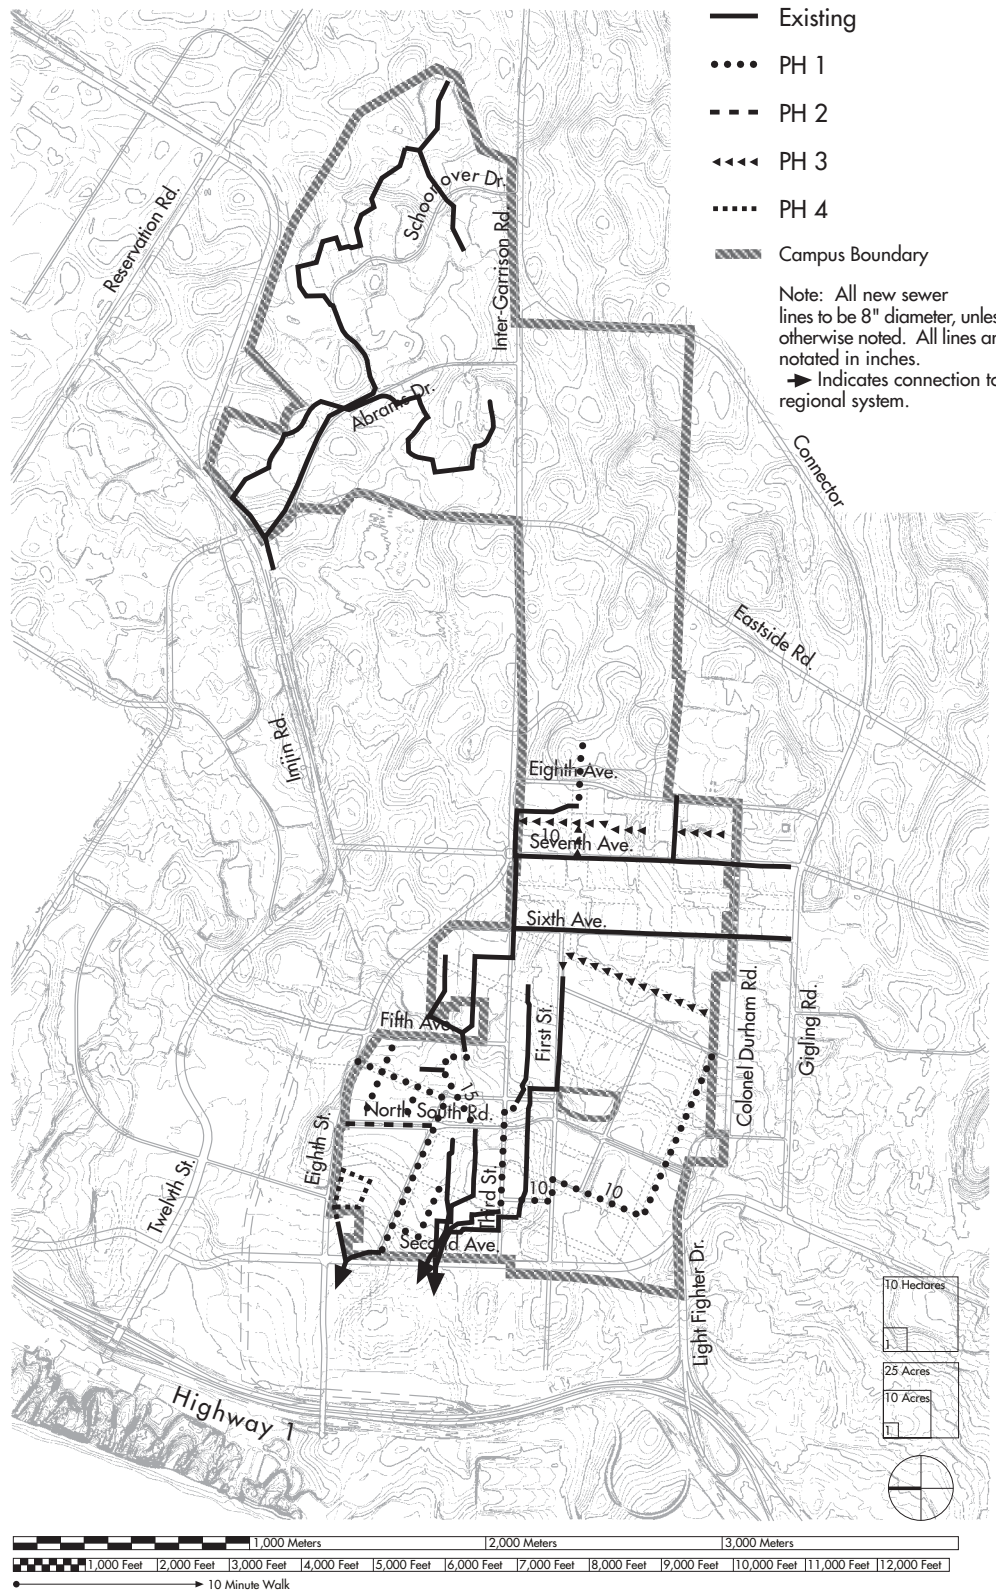 Existing
PH 1
PH 2
PH 3
PH 4
Campus Boundary
Note: All new sewer
lines to be 8" diameter, unles
otherwise noted. All lines ar
notated in inches.
Indicates connection to
regional system.
Reservation Rd.
Schoonover Dr.
Inter-Garrison Rd.
Abrams Dr.
Connector
Eastside Rd.
Imjin Rd.
Eighth Ave.
10
Seventh Ave.
Sixth Ave.
Fifth Ave.
First St.
Colonel Durham Rd.
Gigling Rd.
15
North South Rd.
Eighth St.
Twelvth St.
Third St.
10
10
Second Ave.
Light Fighter Dr.
Highway 1
10 Hectares
1
25 Acres
10 Acres
1
1,000 Meters
2,000 Meters
3,000 Meters
1,000 Feet
2,000 Feet
3,000 Feet
4,000 Feet
5,000 Feet
6,000 Feet
7,000 Feet
8,000 Feet
9,000 Feet
10,000 Feet
11,000 Feet
12,000 Feet
10 Minute Walk